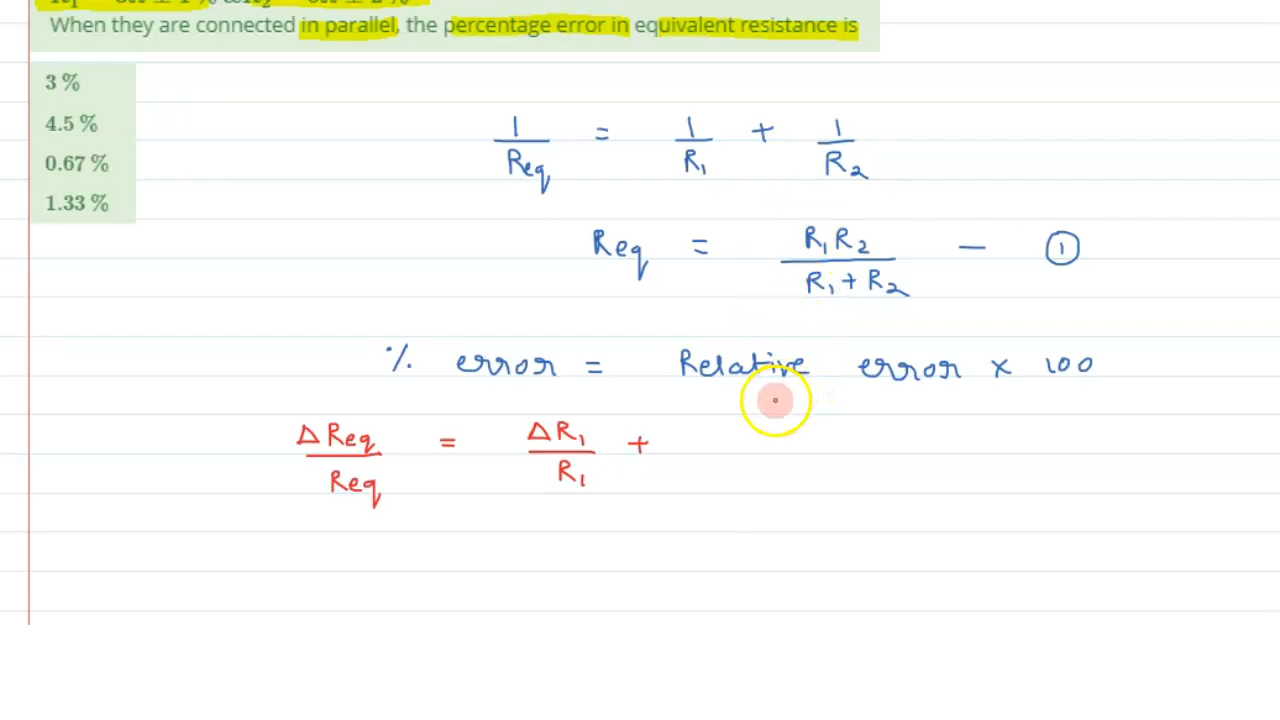 When they are connected in parallel, the percentage error in equivalent resistance is
3 %
4.5 %
0.67 %
1.33 %
1/Req = 1/R₁ + 1/R₂
Req = R₁R₂/(R₁+R₂) — ①
% error = Relative error × 100
ΔReq/Req = ΔR₁/R₁ +